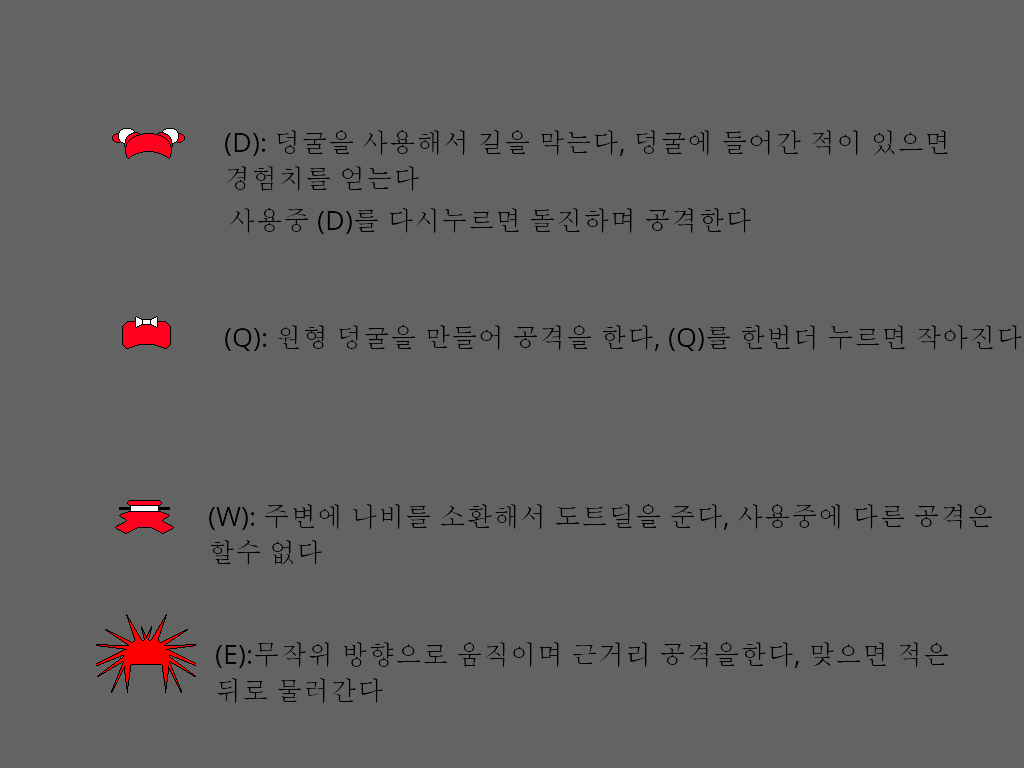 (D): 덩굴을 사용해서 길을 막는다, 덩굴에 들어간 적이 있으면
경험치를 얻는다
사용중 (D)를 다시누르면 돌진하며 공격한다
(Q): 원형 덩굴을 만들어 공격을 한다, (Q)를 한번더 누르면 작아진다
(W): 주변에 나비를 소환해서 도트딜을 준다, 사용중에 다른 공격은
할수 없다
(E):무작위 방향으로 움직이며 근거리 공격을한다, 맞으면 적은
뒤로 물러간다